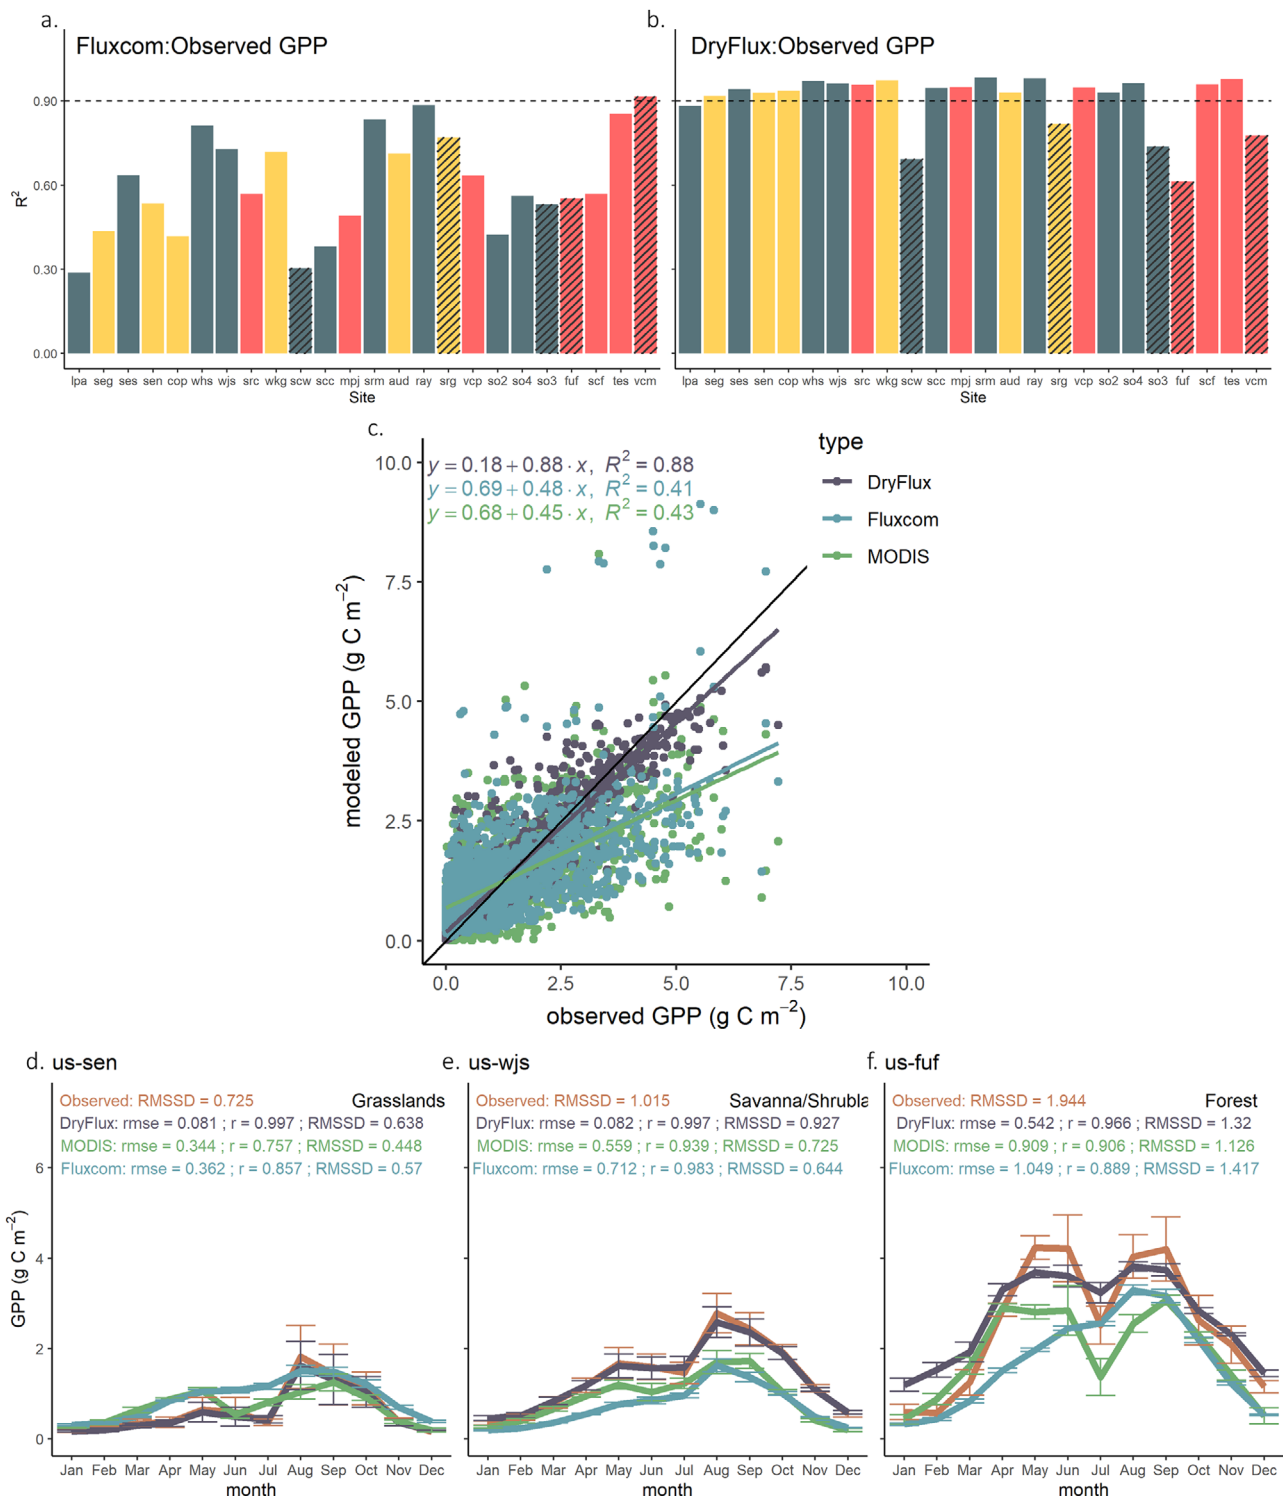 a.
Fluxcom:Observed GPP
R²
0.90
0.60
0.30
0.00
lpa seg ses sen cop whs wjs src wkg scw scc mpj srm aud ray srg vcp so2 so4 so3 fuf scf tes vcm
Site
b.
DryFlux:Observed GPP
lpa seg ses sen cop whs wjs src wkg scw scc mpj srm aud ray srg vcp so2 so4 so3 fuf scf tes vcm
Site
c.
y = 0.18 + 0.88 · x, R² = 0.88
y = 0.69 + 0.48 · x, R² = 0.41
y = 0.68 + 0.45 · x, R² = 0.43
modeled GPP (g C m⁻²)
10.0
7.5
5.0
2.5
0.0
0.0 2.5 5.0 7.5 10.0
observed GPP (g C m⁻²)
type
DryFlux
Fluxcom
MODIS
d. us-sen
Observed: RMSSD = 0.725
Grasslands
DryFlux: rmse = 0.081 ; r = 0.997 ; RMSSD = 0.638
MODIS: rmse = 0.344 ; r = 0.757 ; RMSSD = 0.448
Fluxcom: rmse = 0.362 ; r = 0.857 ; RMSSD = 0.57
GPP (g C m⁻²)
6
4
2
0
Jan Feb Mar Apr May Jun Jul Aug Sep Oct Nov Dec
month
e. us-wjs
Observed: RMSSD = 1.015
Savanna/Shrubla
DryFlux: rmse = 0.082 ; r = 0.997 ; RMSSD = 0.927
MODIS: rmse = 0.559 ; r = 0.939 ; RMSSD = 0.725
Fluxcom: rmse = 0.712 ; r = 0.983 ; RMSSD = 0.644
Jan Feb Mar Apr May Jun Jul Aug Sep Oct Nov Dec
month
f. us-fuf
Observed: RMSSD = 1.944
Forest
DryFlux: rmse = 0.542 ; r = 0.966 ; RMSSD = 1.32
MODIS: rmse = 0.909 ; r = 0.906 ; RMSSD = 1.126
Fluxcom: rmse = 1.049 ; r = 0.889 ; RMSSD = 1.417
Jan Feb Mar Apr May Jun Jul Aug Sep Oct Nov Dec
month